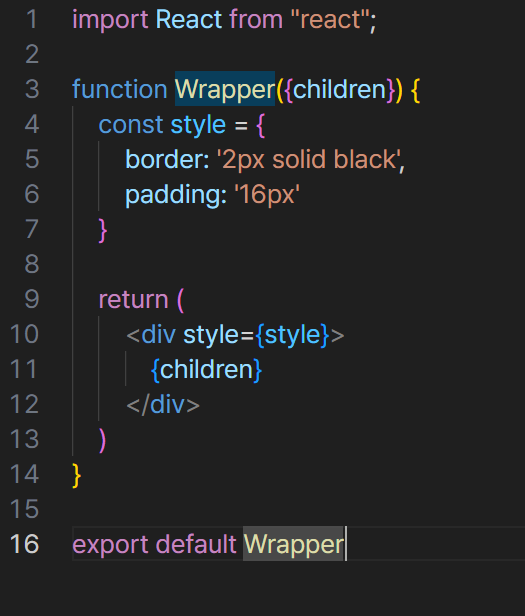 1 import React from "react";
2
3 function Wrapper({children}) {
4 const style = {
5 border: '2px solid black',
6 padding: '16px'
7 }
8
9 return (
10 <div style={style}>
11 {children}
12 </div>
13 )
14 }
15
16 export default Wrapper